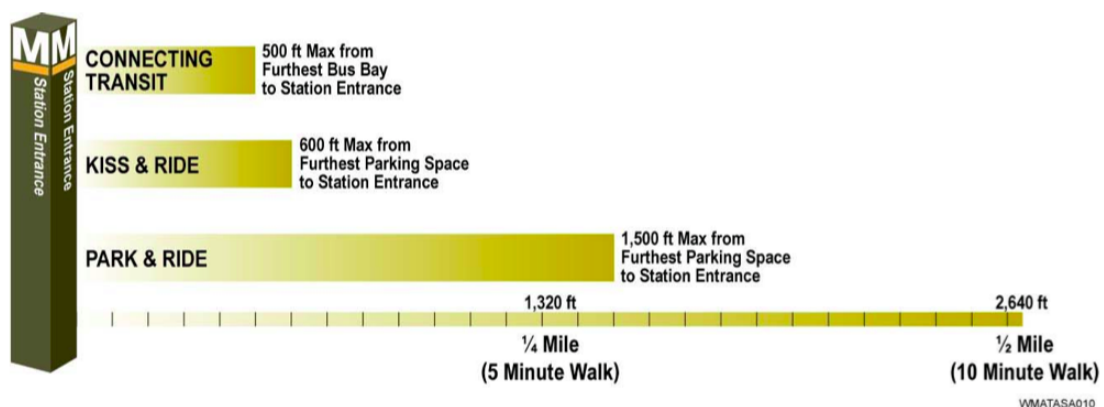 M M
Station Entrance
Station Entrance
CONNECTING
TRANSIT
500 ft Max from
Furthest Bus Bay
to Station Entrance
KISS & RIDE
600 ft Max from
Furthest Parking Space
to Station Entrance
PARK & RIDE
1,500 ft Max from
Furthest Parking Space
to Station Entrance
1,320 ft
2,640 ft
¼ Mile
(5 Minute Walk)
½ Mile
(10 Minute Walk)
WMATASA010